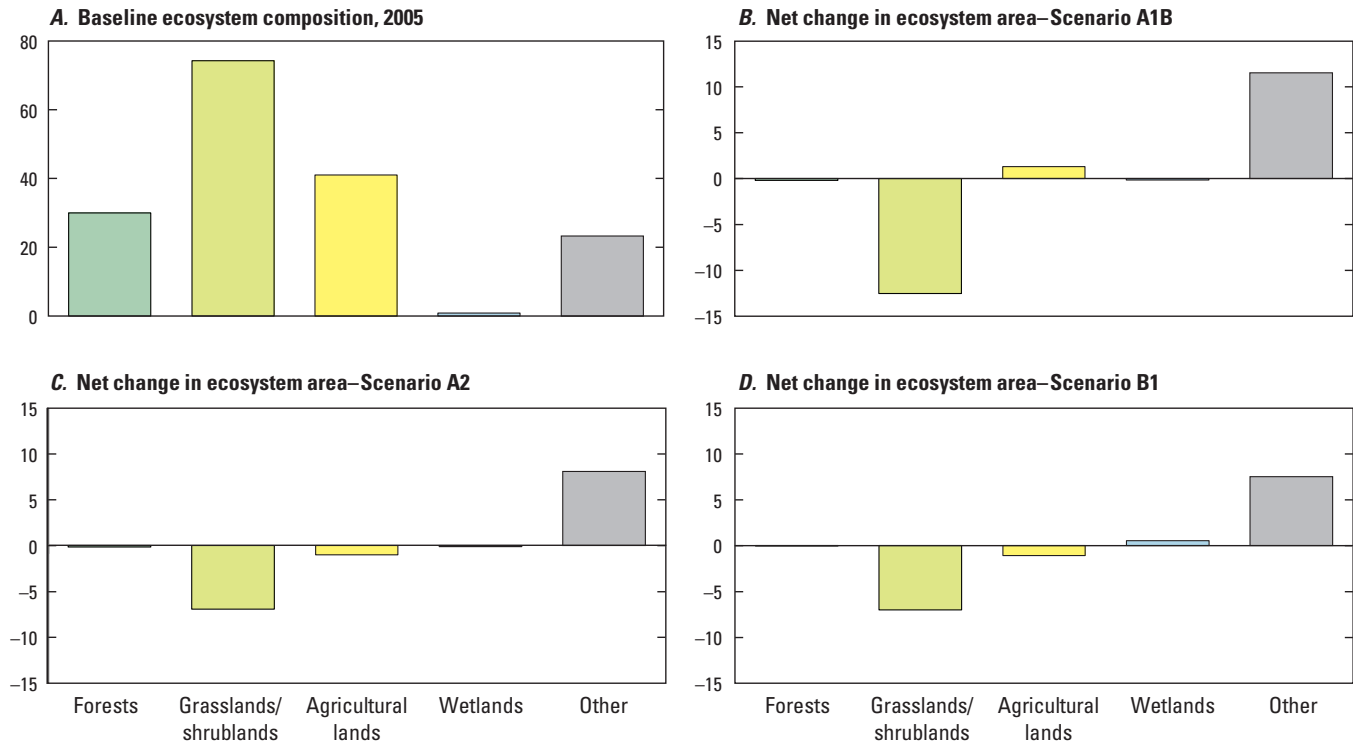 A. Baseline ecosystem composition, 2005
80
60
40
20
0
B. Net change in ecosystem area–Scenario A1B
15
10
5
0
–5
–10
–15
C. Net change in ecosystem area–Scenario A2
15
10
5
0
–5
–10
–15
Forests
Grasslands/
shrublands
Agricultural
lands
Wetlands
Other
D. Net change in ecosystem area–Scenario B1
15
10
5
0
–5
–10
–15
Forests
Grasslands/
shrublands
Agricultural
lands
Wetlands
Other